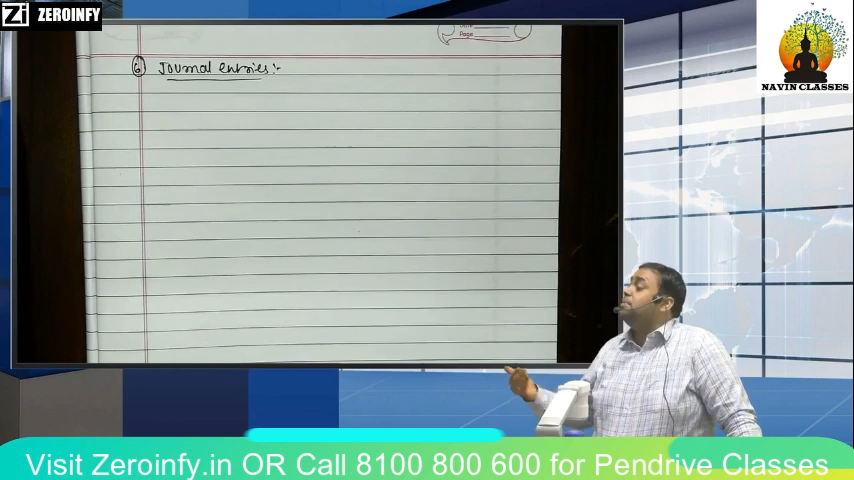 Zi ZEROINFY
Page
NAVIN CLASSES
6 Journal entries:-
Visit Zeroinfy.in OR Call 8100 800 600 for Pendrive Classes